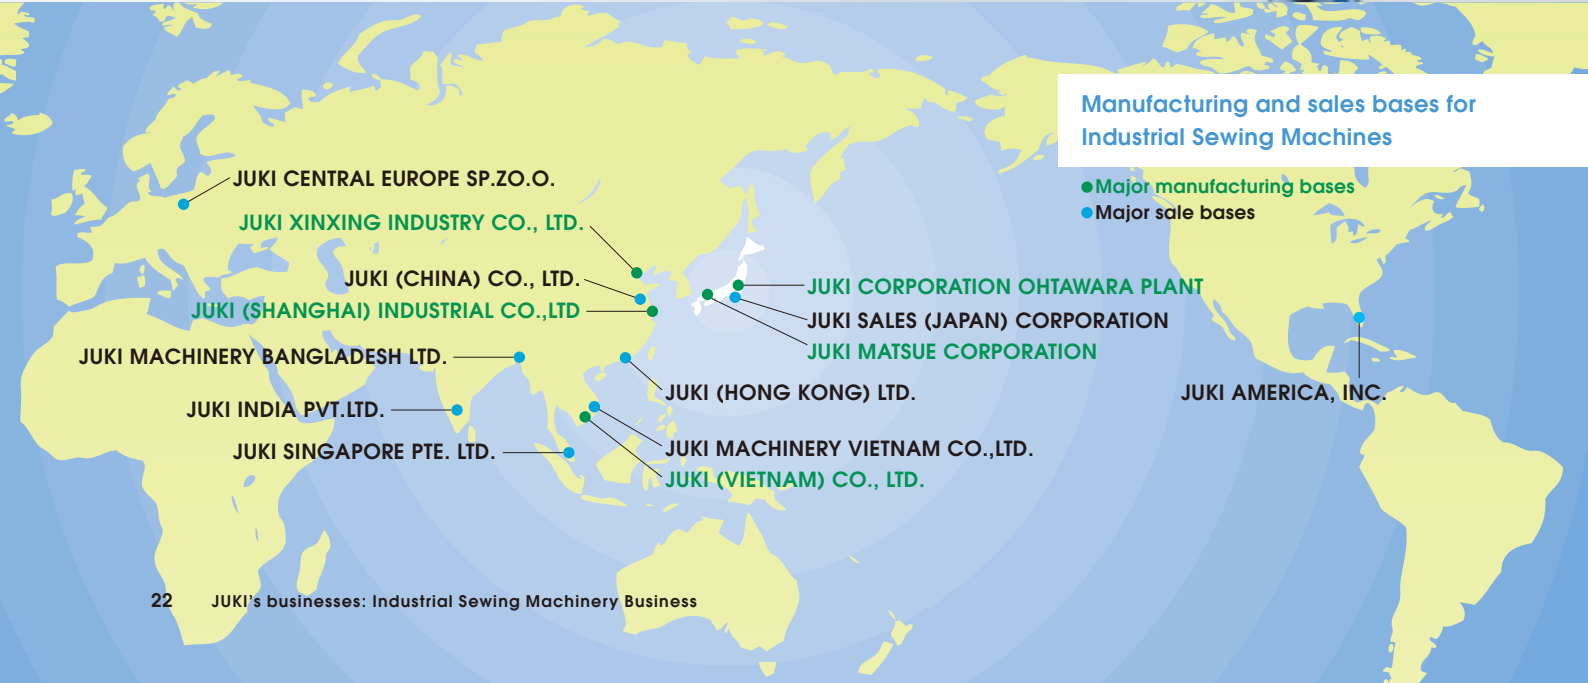 Manufacturing and sales bases for
Industrial Sewing Machines
Major manufacturing bases
Major sale bases
JUKI CENTRAL EUROPE SP.ZO.O.
JUKI XINXING INDUSTRY CO., LTD.
JUKI (CHINA) CO., LTD.
JUKI (SHANGHAI) INDUSTRIAL CO.,LTD
JUKI MACHINERY BANGLADESH LTD.
JUKI INDIA PVT.LTD.
JUKI SINGAPORE PTE. LTD.
JUKI CORPORATION OHTAWARA PLANT
JUKI SALES (JAPAN) CORPORATION
JUKI MATSUE CORPORATION
JUKI (HONG KONG) LTD.
JUKI MACHINERY VIETNAM CO.,LTD.
JUKI (VIETNAM) CO., LTD.
JUKI AMERICA, INC.
22 JUKI's businesses: Industrial Sewing Machinery Business